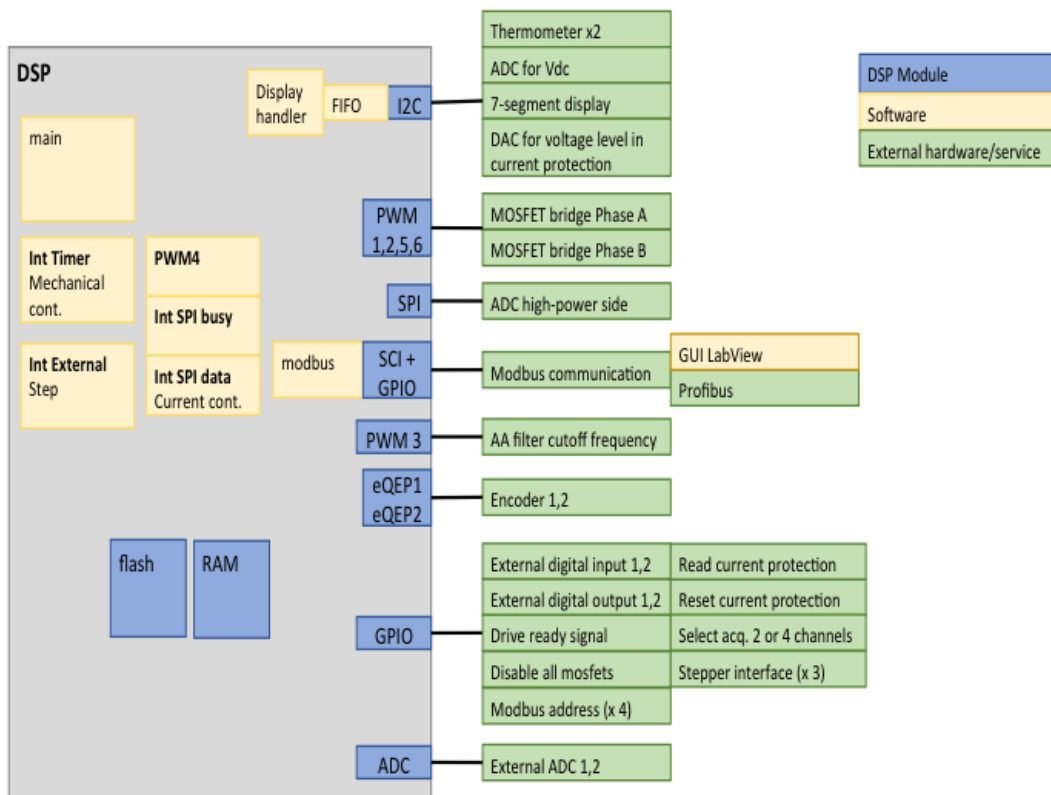 DSP
Display
handler
FIFO
I2C
Thermometer x2
ADC for Vdc
7-segment display
DAC for voltage level in
current protection
DSP Module
Software
External hardware/service
main
PWM
1,2,5,6
MOSFET bridge Phase A
MOSFET bridge Phase B
Int Timer
Mechanical
cont.
PWM4
Int SPI busy
SPI
ADC high-power side
Int External
Step
Int SPI data
Current cont.
modbus
SCI +
GPIO
Modbus communication
GUI LabView
Profibus
PWM 3
AA filter cutoff frequency
eQEP1
eQEP2
Encoder 1,2
flash
RAM
GPIO
External digital input 1,2
Read current protection
External digital output 1,2
Reset current protection
Drive ready signal
Select acq. 2 or 4 channels
Disable all mosfets
Stepper interface (x 3)
Modbus address (x 4)
ADC
External ADC 1,2